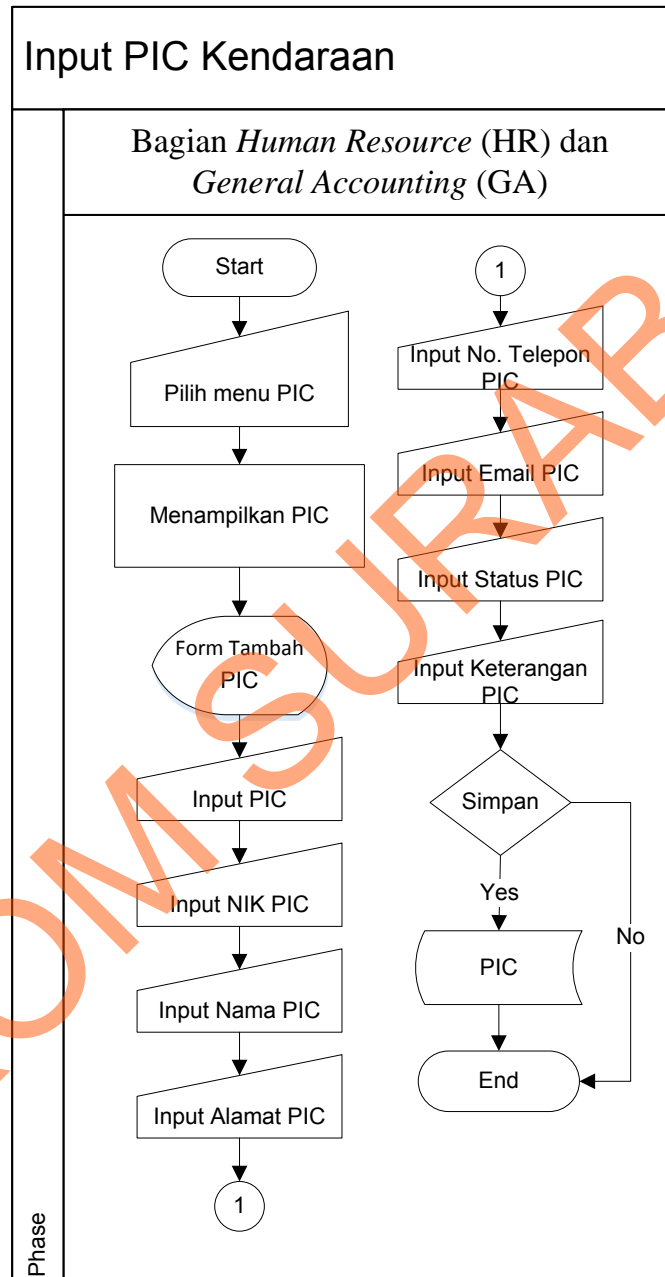 Input PIC Kendaraan
Bagian Human Resource (HR) dan
General Accounting (GA)
Start
Pilih menu PIC
Menampilkan PIC
Form Tambah
PIC
Input PIC
Input NIK PIC
Input Nama PIC
Input Alamat PIC
1
1
Input No. Telepon
PIC
Input Email PIC
Input Status PIC
Input Keterangan
PIC
Simpan
Yes
No
PIC
End
Phase
OM SURAB